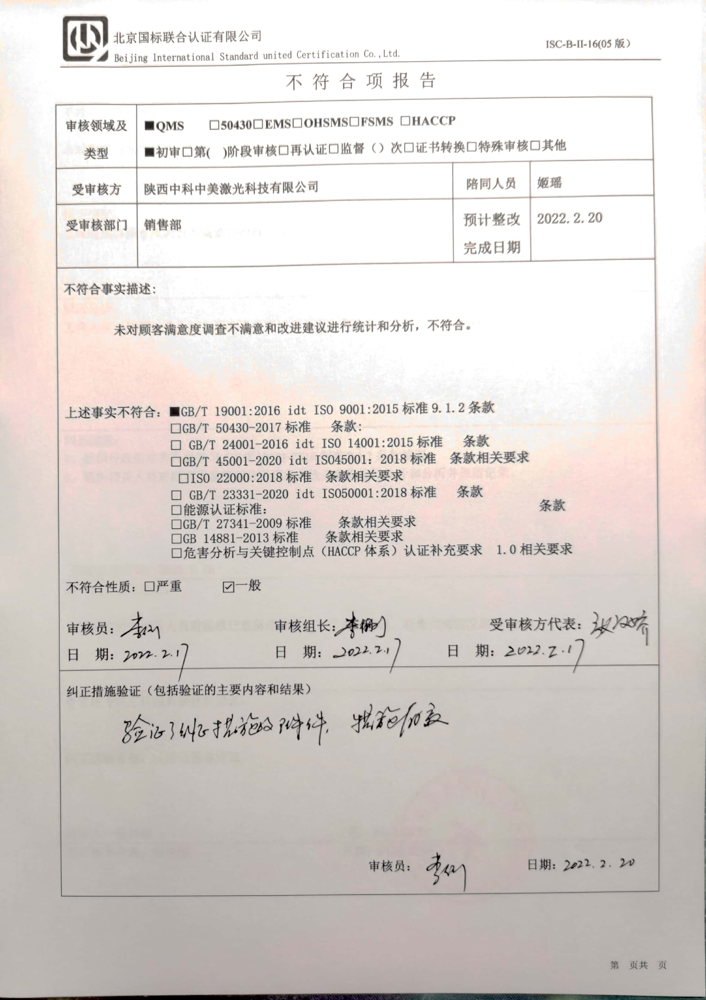 北京国标联合认证有限公司
Beijing International Standard united Certification Co.,Ltd.
ISC-B-II-16(05 版)
不符合项报告
审核领域及
类型
■QMS □50430□EMS□OHSMS□FSMS □HACCP
■初审□第( )阶段审核□再认证□监督（）次□证书转换□特殊审核□其他
受审核方
陕西中科中美激光科技有限公司
陪同人员
姬瑶
受审核部门
销售部
预计整改
完成日期
2022.2.20
不符合事实描述：
未对顾客满意度调查不满意和改进建议进行统计和分析，不符合。
上述事实不符合：■GB/T 19001:2016 idt ISO 9001:2015 标准 9.1.2 条款
□GB/T 50430-2017 标准 条款：
□ GB/T 24001-2016 idt ISO 14001:2015 标准 条款
□GB/T 45001-2020 idt ISO45001：2018 标准 条款相关要求
□ISO 22000:2018 标准 条款相关要求
□ GB/T 23331-2020 idt ISO50001:2018 标准 条款
□能源认证标准： 条款
□GB/T 27341-2009 标准 条款相关要求
□GB 14881-2013 标准 条款相关要求
□危害分析与关键控制点（HACCP 体系）认证补充要求 1.0 相关要求
不符合性质：□严重 ☑一般
审核员： 审核组长： 受审核方代表：
日 期：2022.2.17 日 期：2022.2.17 日 期：2022.2.17
纠正措施验证（包括验证的主要内容和结果）
验证了纠正措施及附件，措施有效
审核员： 日期：2022.2.20
第 页共 页